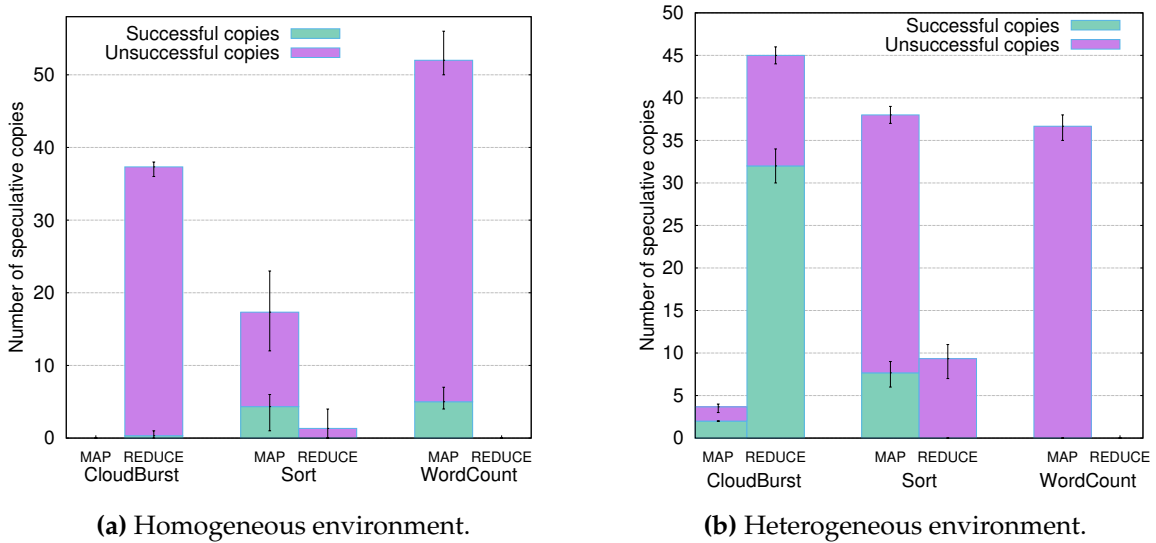 Successful copies
Unsuccessful copies
Number of speculative copies
50
40
30
20
10
0
MAP REDUCE MAP REDUCE MAP REDUCE
CloudBurst Sort WordCount
(a) Homogeneous environment.
Successful copies
Unsuccessful copies
Number of speculative copies
50
45
40
35
30
25
20
15
10
5
0
MAP REDUCE MAP REDUCE MAP REDUCE
CloudBurst Sort WordCount
(b) Heterogeneous environment.